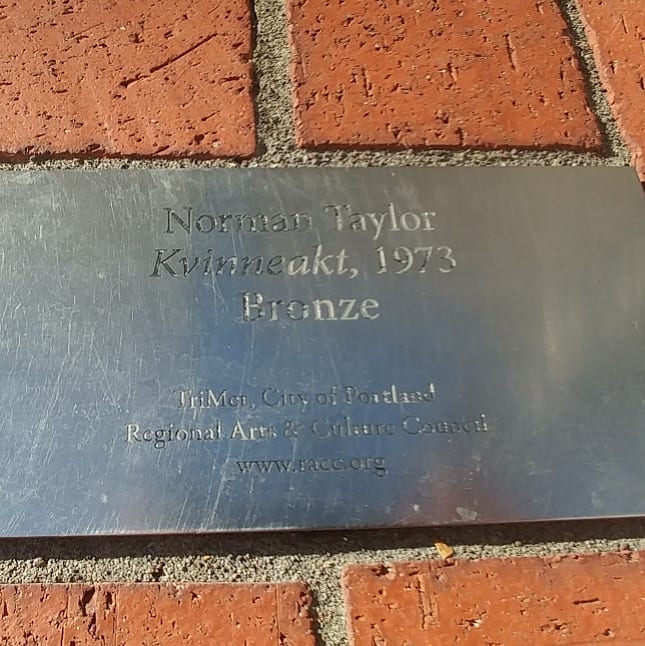 Norman Taylor
Kvinneakt, 1973
Bronze
TriMet, City of Portland
Regional Arts & Culture Council
www.racc.org